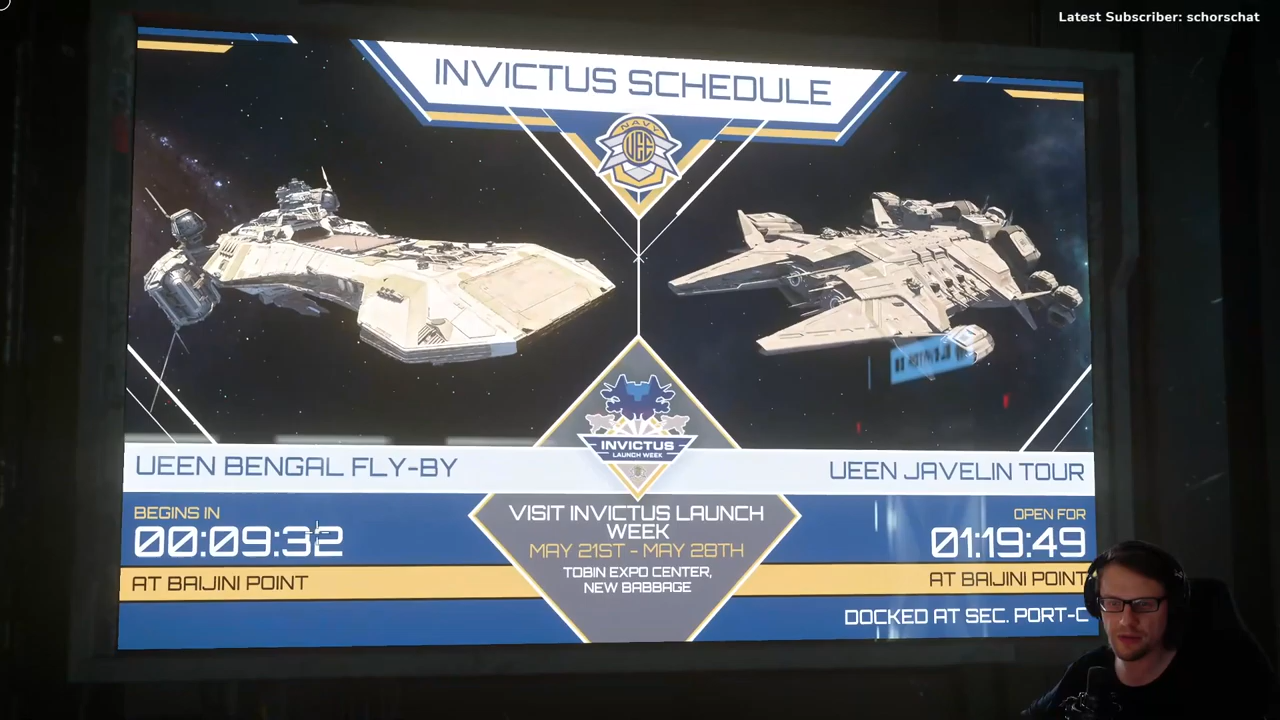 Latest Subscriber: schorschat
INVICTUS SCHEDULE
NAVY
UEE
INVICTUS
LAUNCH WEEK
UEEN BENGAL FLY-BY
BEGINS IN
00:09:32
AT BAIJINI POINT
UEEN JAVELIN TOUR
OPEN FOR
01:19:49
AT BAIJINI POINT
DOCKED AT SEC. PORT-C
VISIT INVICTUS LAUNCH
WEEK
MAY 21ST - MAY 28TH
TOBIN EXPO CENTER,
NEW BABBAGE